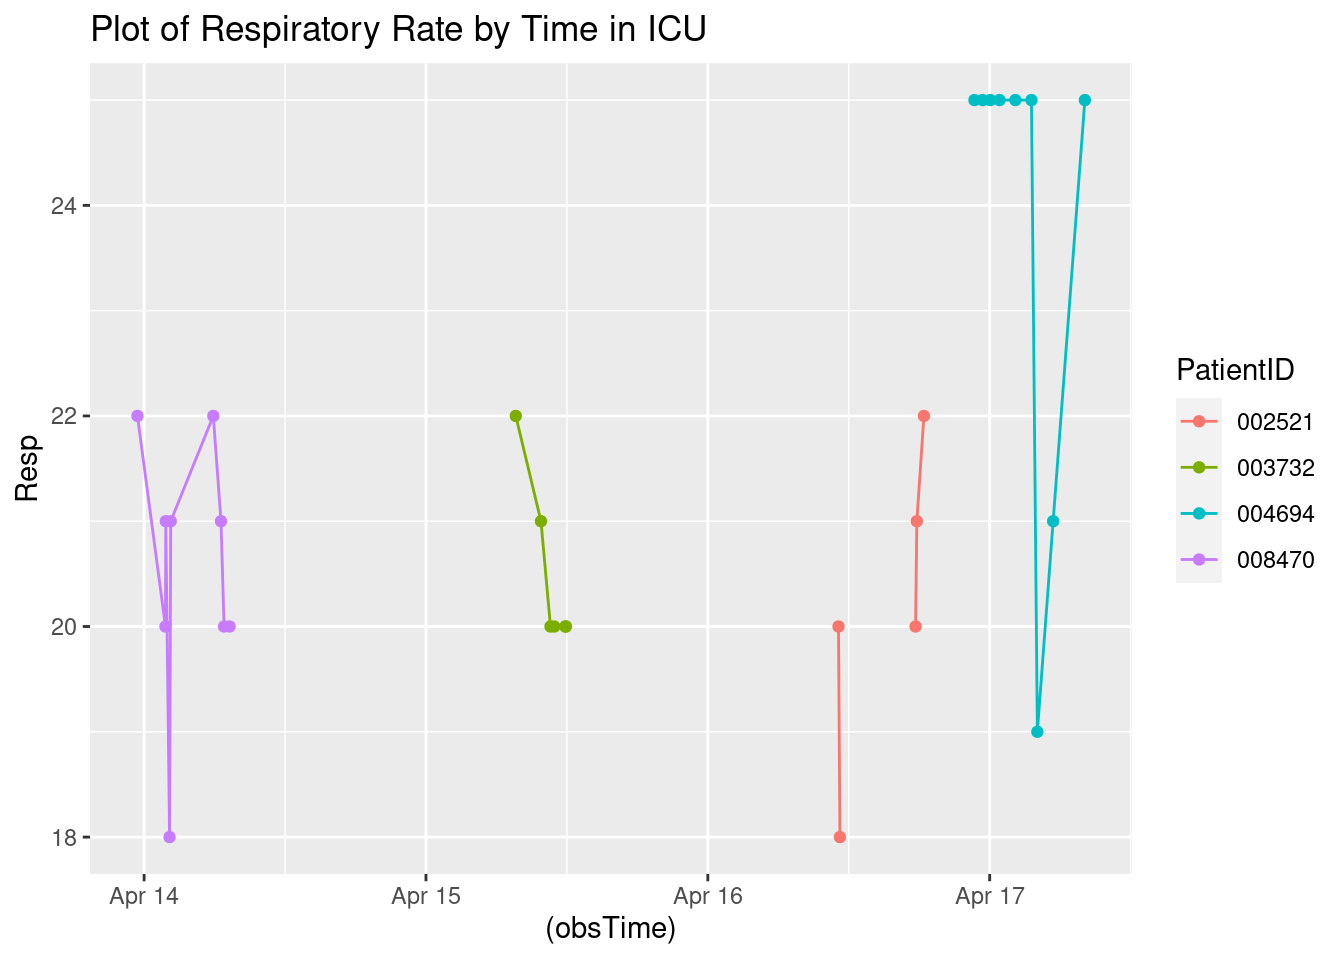 Plot of Respiratory Rate by Time in ICU
Resp
24
22
20
18
Apr 14 Apr 15 Apr 16 Apr 17
(obsTime)
PatientID
002521
003732
004694
008470